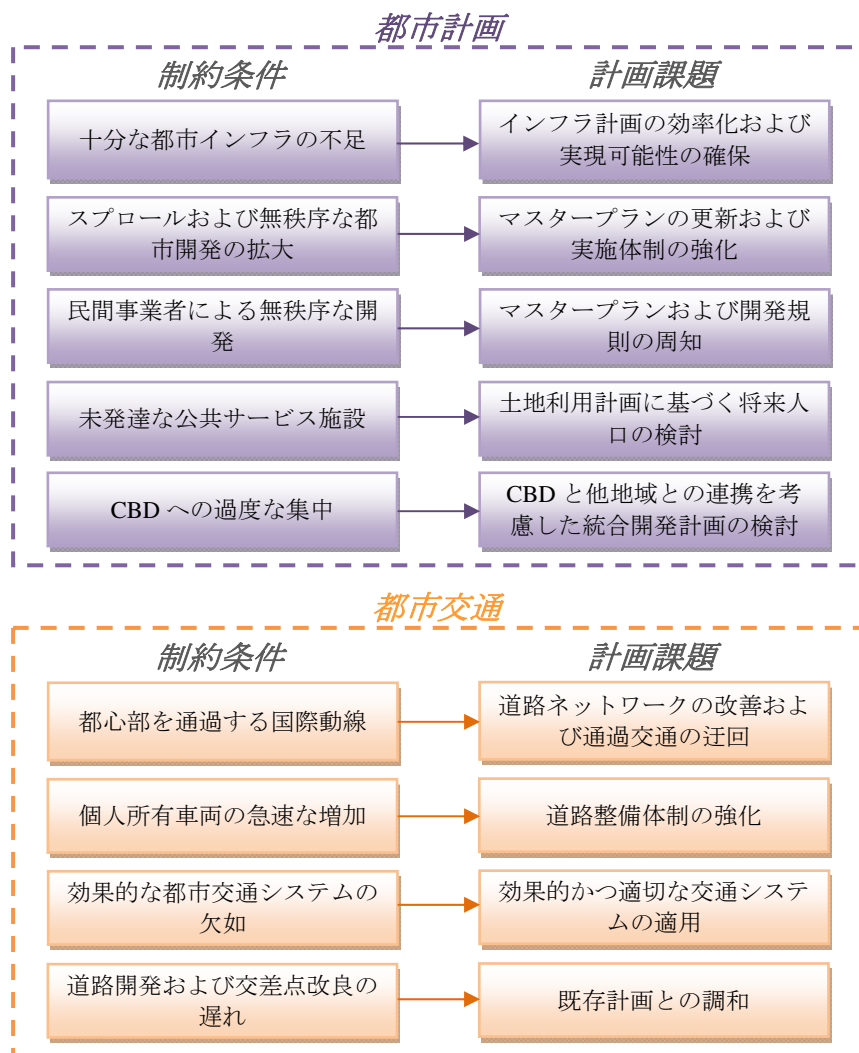 都市計画
制約条件
計画課題
十分な都市インフラの不足
インフラ計画の効率化および
実現可能性の確保
スプロールおよび無秩序な都
市開発の拡大
マスタープランの更新および
実施体制の強化
民間事業者による無秩序な開
発
マスタープランおよび開発規
則の周知
未発達な公共サービス施設
土地利用計画に基づく将来人
口の検討
CBD への過度な集中
CBD と他地域との連携を考
慮した統合開発計画の検討
都市交通
制約条件
計画課題
都心部を通過する国際動線
道路ネットワークの改善およ
び通過交通の迂回
個人所有車両の急速な増加
道路整備体制の強化
効果的な都市交通システムの
欠如
効果的かつ適切な交通システ
ムの適用
道路開発および交差点改良の
遅れ
既存計画との調和